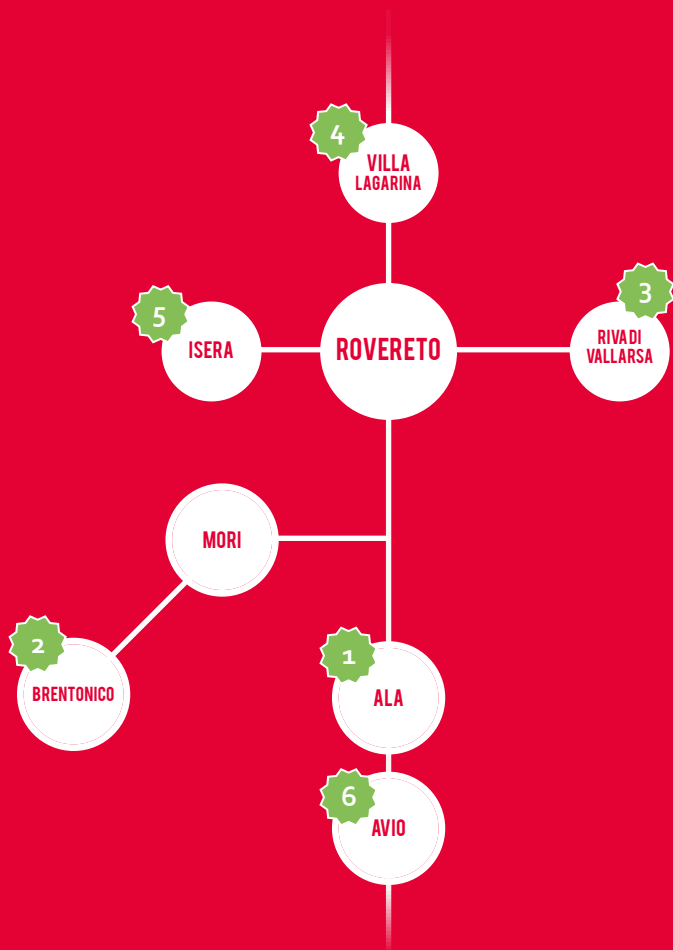 4
VILLA
LAGARINA
3
5
ISERA
ROVERETO
RIVA DI
VALLARSA
MORI
2
BRENTONICO
1
ALA
6
AVIO